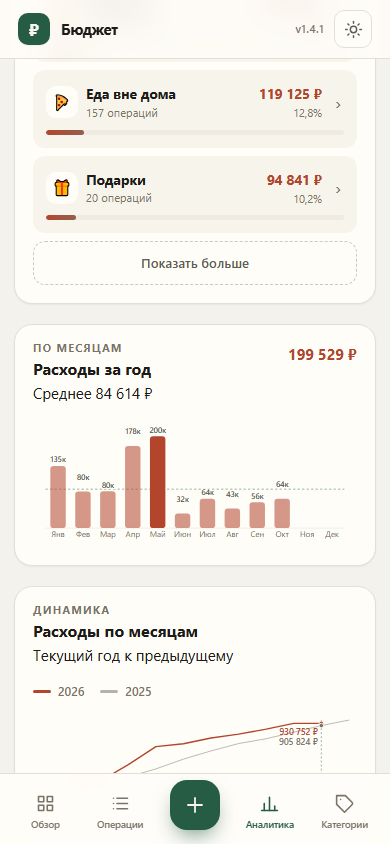 ₽
Бюджет
v1.4.1
Еда вне дома
119 125 ₽
157 операций
12,8%
Подарки
94 841 ₽
20 операций
10,2%
Показать больше
ПО МЕСЯЦАМ
199 529 ₽
Расходы за год
Среднее 84 614 ₽
135к 80к 80к 178к 200к 32к 64к 43к 56к 64к
Янв Фев Мар Апр Май Июн Июл Авг Сен Окт Ноя Дек
ДИНАМИКА
Расходы по месяцам
Текущий год к предыдущему
2026 2025
930 752 ₽
905 824 ₽
Обзор Операции + Аналитика Категории